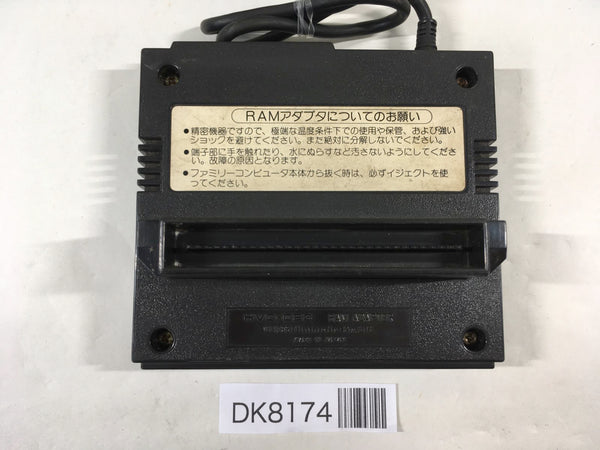 RAMアダプタについてのお願い
●精密機器ですので、極端な温度条件下での使用や保管、および強い
ショックを避けてください。また絶対に分解しないでください。
●端子部に手を触れたり、水にぬらすなど汚さないようにしてくださ
い。故障の原因となります。
●ファミリーコンピュータ本体から抜く時は、必ずイジェクトを使
ってください。
RAM ADAPTER
DK8174